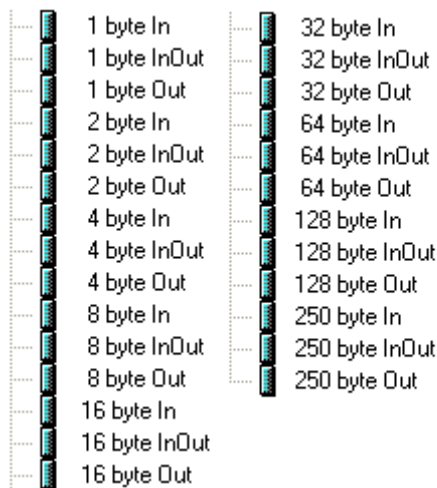 1 byte In
1 byte InOut
1 byte Out
2 byte In
2 byte InOut
2 byte Out
4 byte In
4 byte InOut
4 byte Out
8 byte In
8 byte InOut
8 byte Out
16 byte In
16 byte InOut
16 byte Out
32 byte In
32 byte InOut
32 byte Out
64 byte In
64 byte InOut
64 byte Out
128 byte In
128 byte InOut
128 byte Out
250 byte In
250 byte InOut
250 byte Out